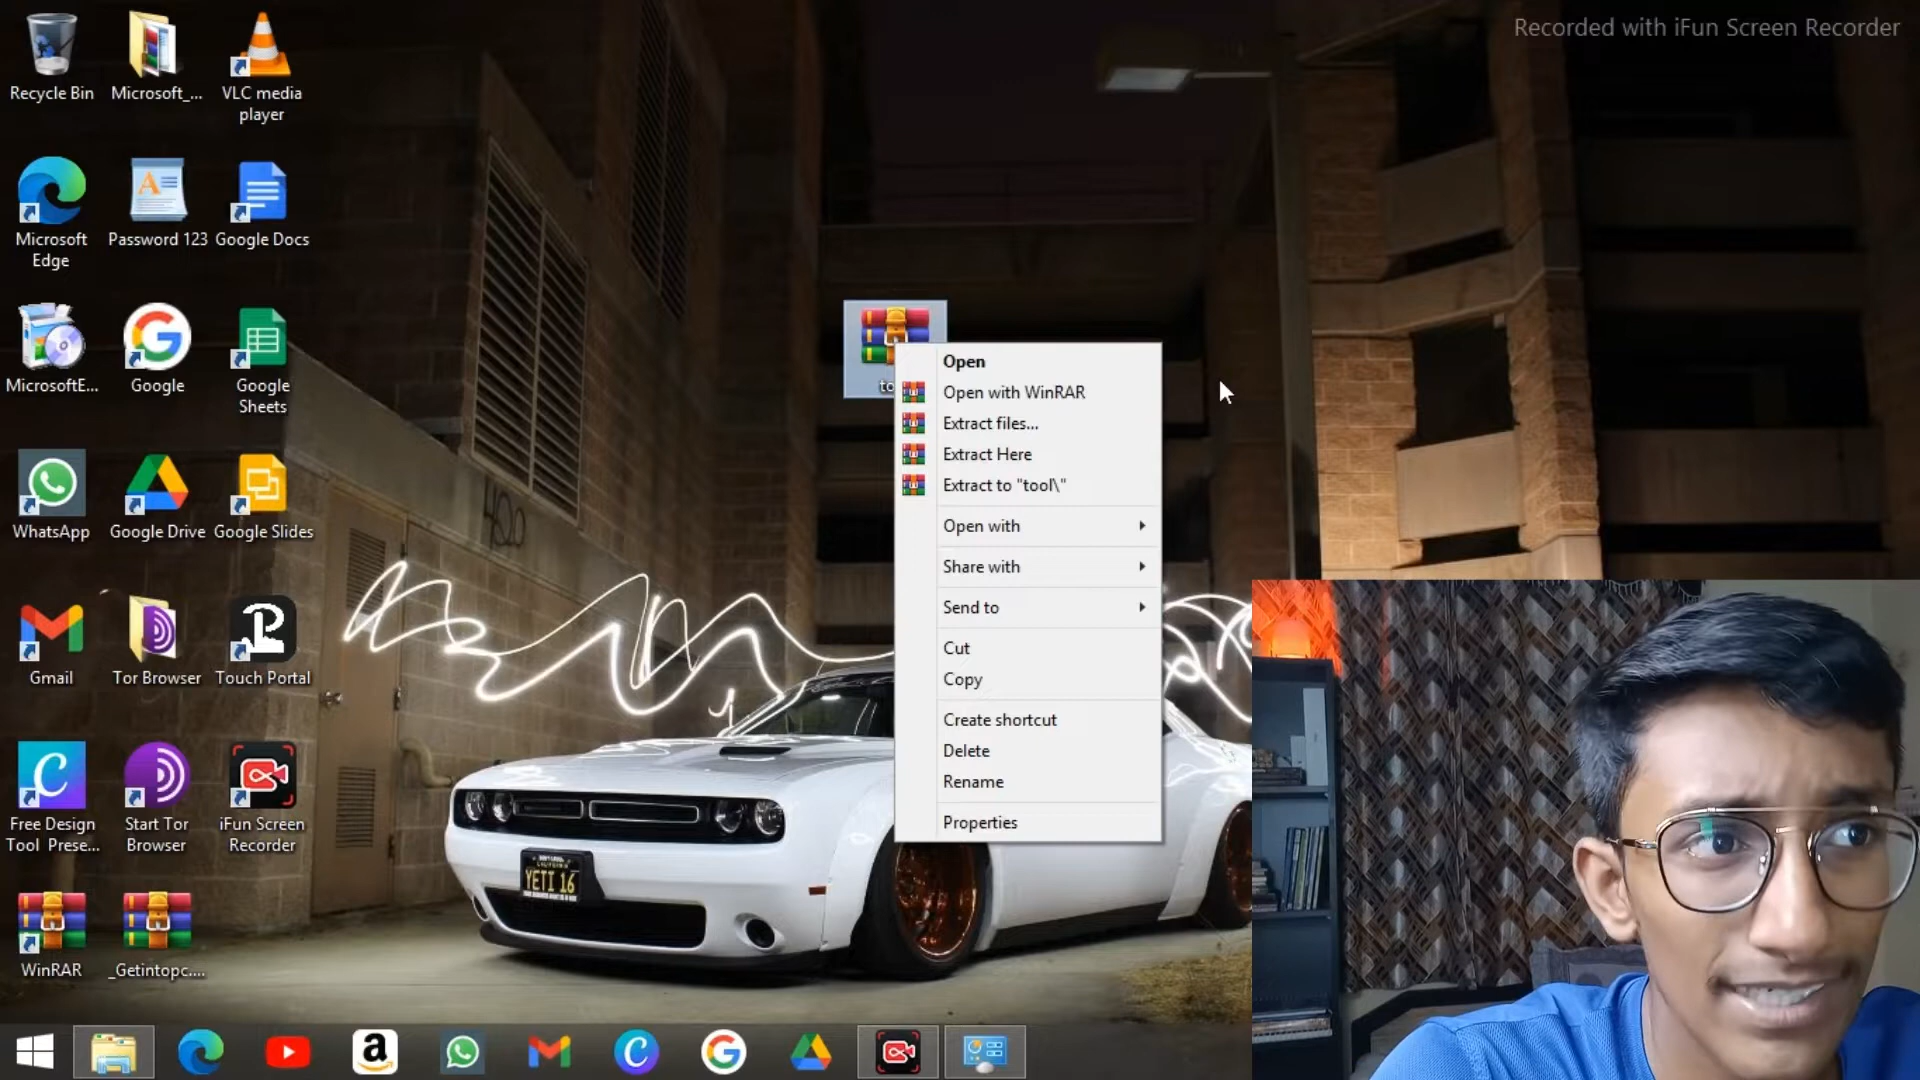 Recorded with iFun Screen Recorder
Recycle Bin
Microsoft_...
VLC media
player
Microsoft
Edge
Password 123
Google Docs
MicrosoftE...
Google
Google
Sheets
WhatsApp
Google Drive
Google Slides
Gmail
Tor Browser
Touch Portal
Free Design
Tool Prese...
Start Tor
Browser
iFun Screen
Recorder
WinRAR
_Getintopc....
Open
Open with WinRAR
Extract files...
Extract Here
Extract to "tool\"
Open with
Share with
Send to
Cut
Copy
Create shortcut
Delete
Rename
Properties
400
YETI 16